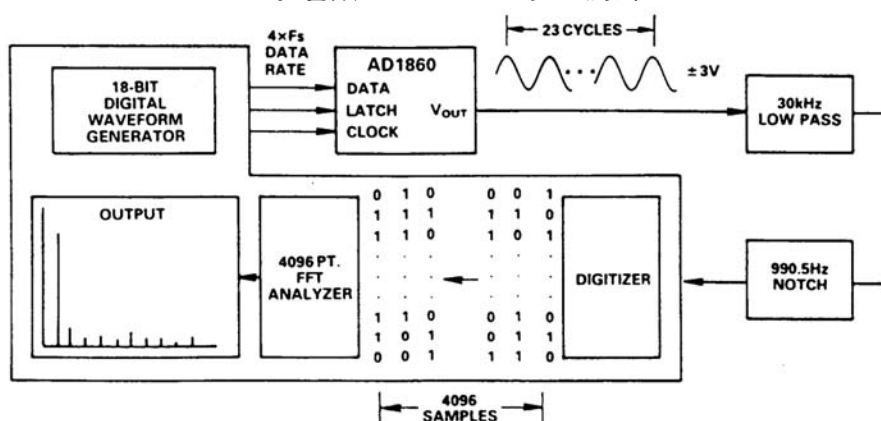 4×Fs
DATA
RATE
18-BIT
DIGITAL
WAVEFORM
GENERATOR
AD1860
DATA
LATCH
CLOCK
VOUT
23 CYCLES
±3V
30kHz
LOW PASS
990.5Hz
NOTCH
OUTPUT
4096 PT.
FFT
ANALYZER
0 1 0 0 0 1
1 1 1 1 1 0
1 1 0 1 0 1
. . . . . .
. . . . . .
. . . . . .
1 1 0 0 1 0
1 0 1 0 1 1
0 0 1 1 1 0
DIGITIZER
4096
SAMPLES